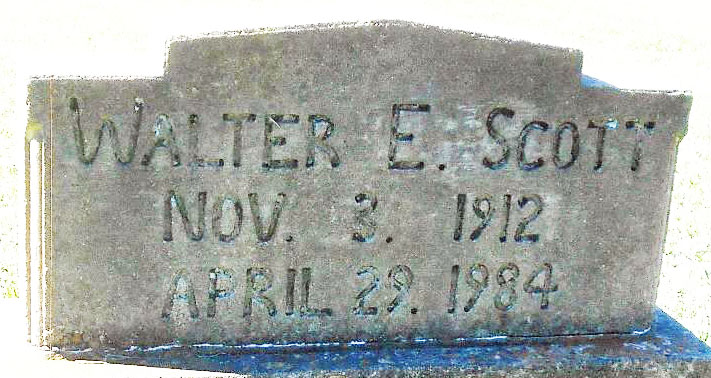 WALTER E. SCOTT
NOV. 3. 1912
APRIL 29. 1984